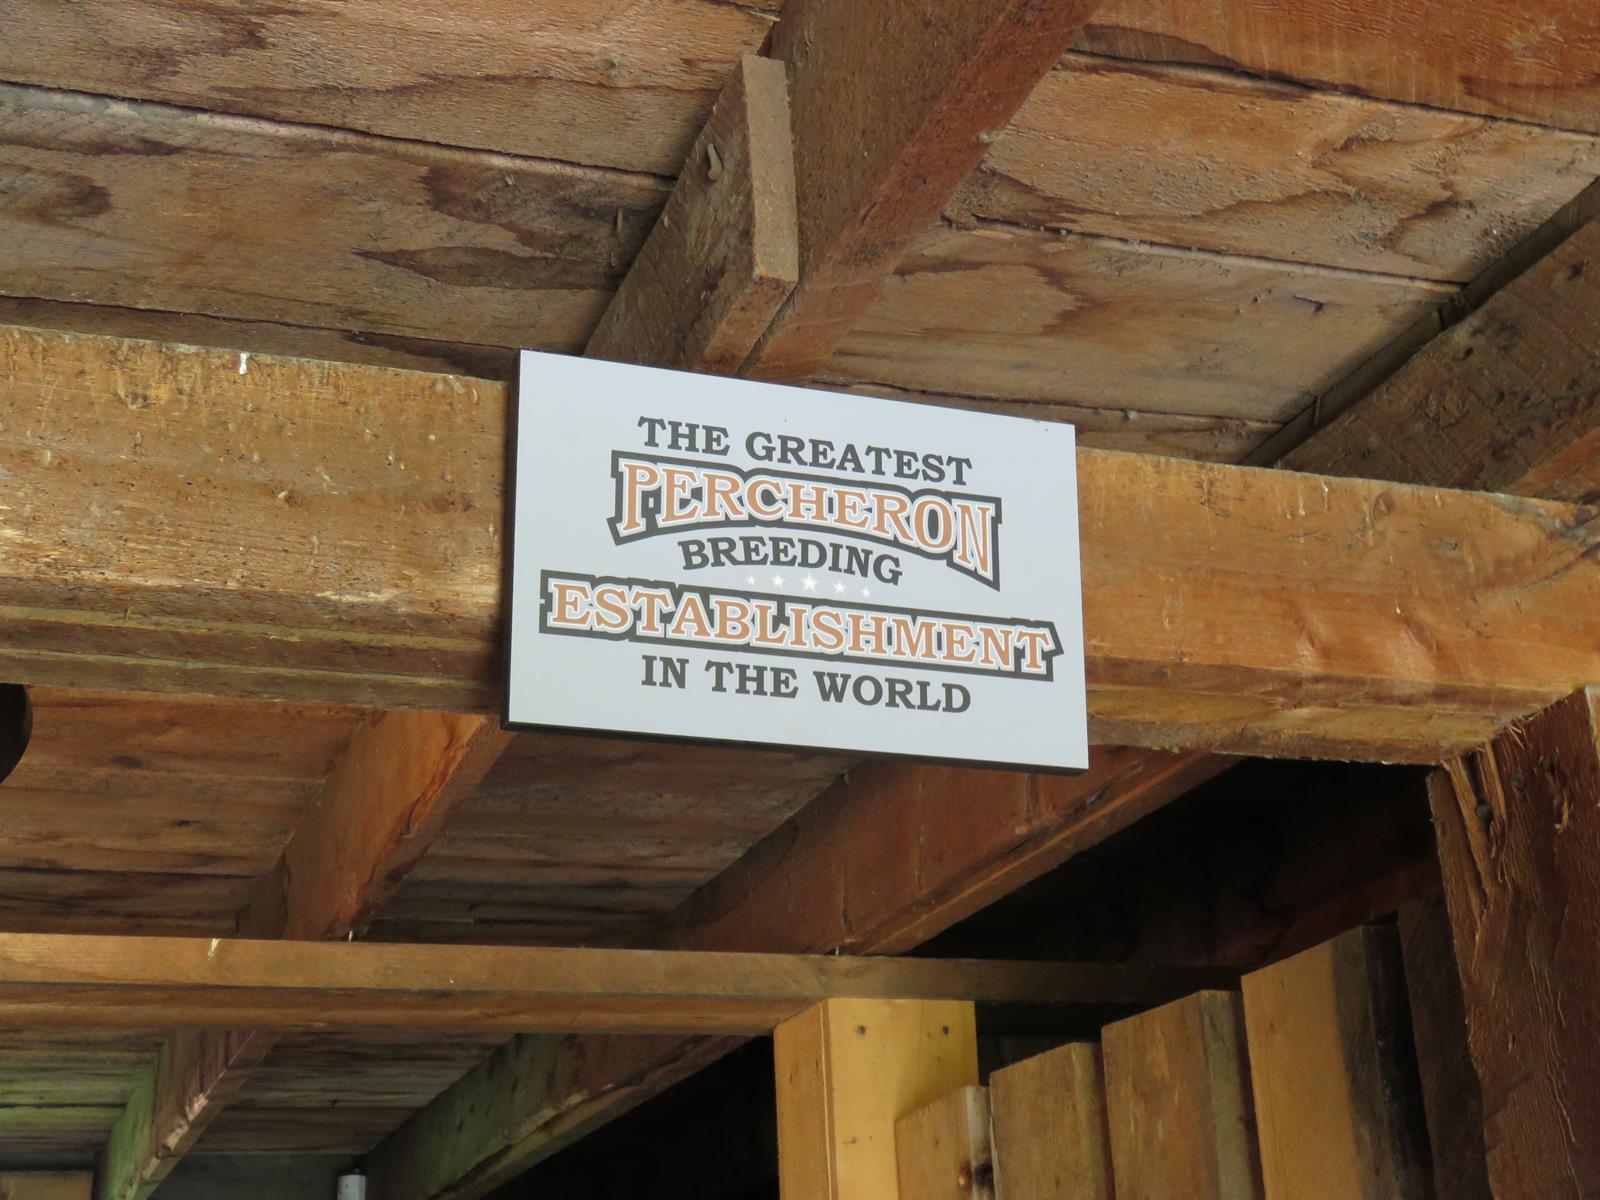 THE GREATEST
PERCHERON
BREEDING
ESTABLISHMENT
IN THE WORLD